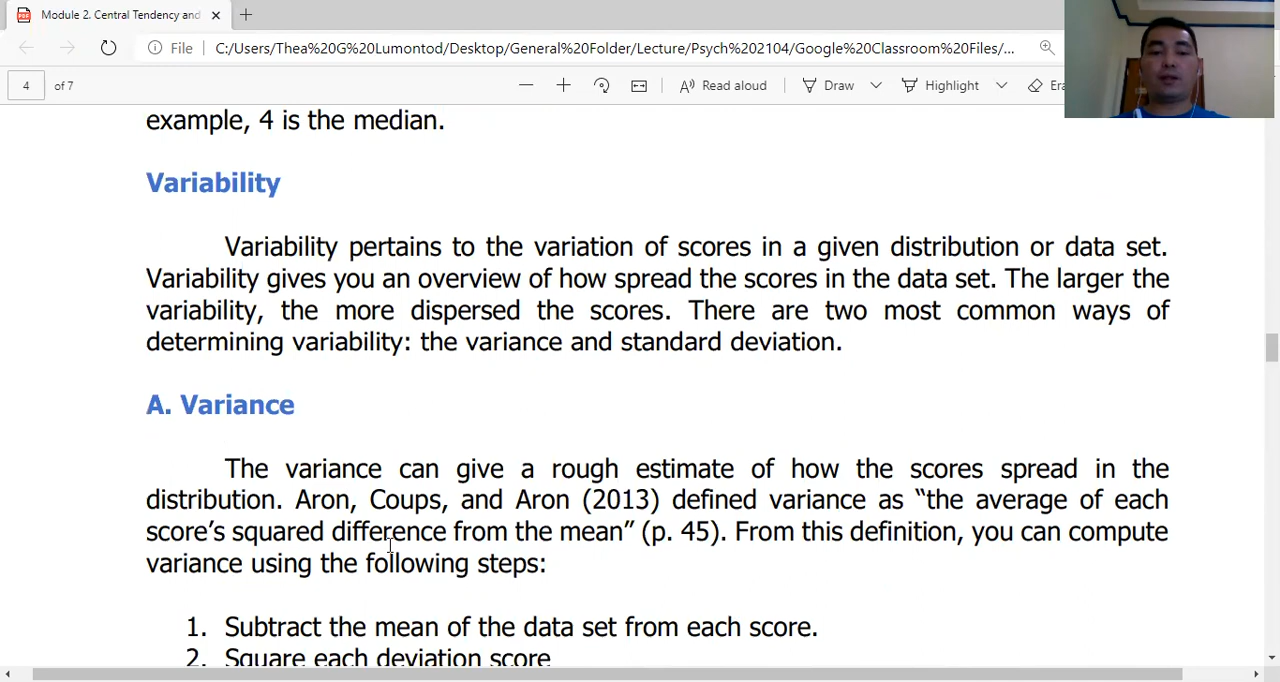 Module 2. Central Tendency and
File
C:/Users/Thea%20G%20Lumontod/Desktop/General%20Folder/Lecture/Psych%202104/Google%20Classroom%20Files/...
4 of 7
Read aloud
Draw
Highlight
Era
example, 4 is the median.
Variability
Variability pertains to the variation of scores in a given distribution or data set.
Variability gives you an overview of how spread the scores in the data set. The larger the
variability, the more dispersed the scores. There are two most common ways of
determining variability: the variance and standard deviation.
A. Variance
The variance can give a rough estimate of how the scores spread in the
distribution. Aron, Coups, and Aron (2013) defined variance as “the average of each
score’s squared difference from the mean” (p. 45). From this definition, you can compute
variance using the following steps:
1. Subtract the mean of the data set from each score.
2. Square each deviation score